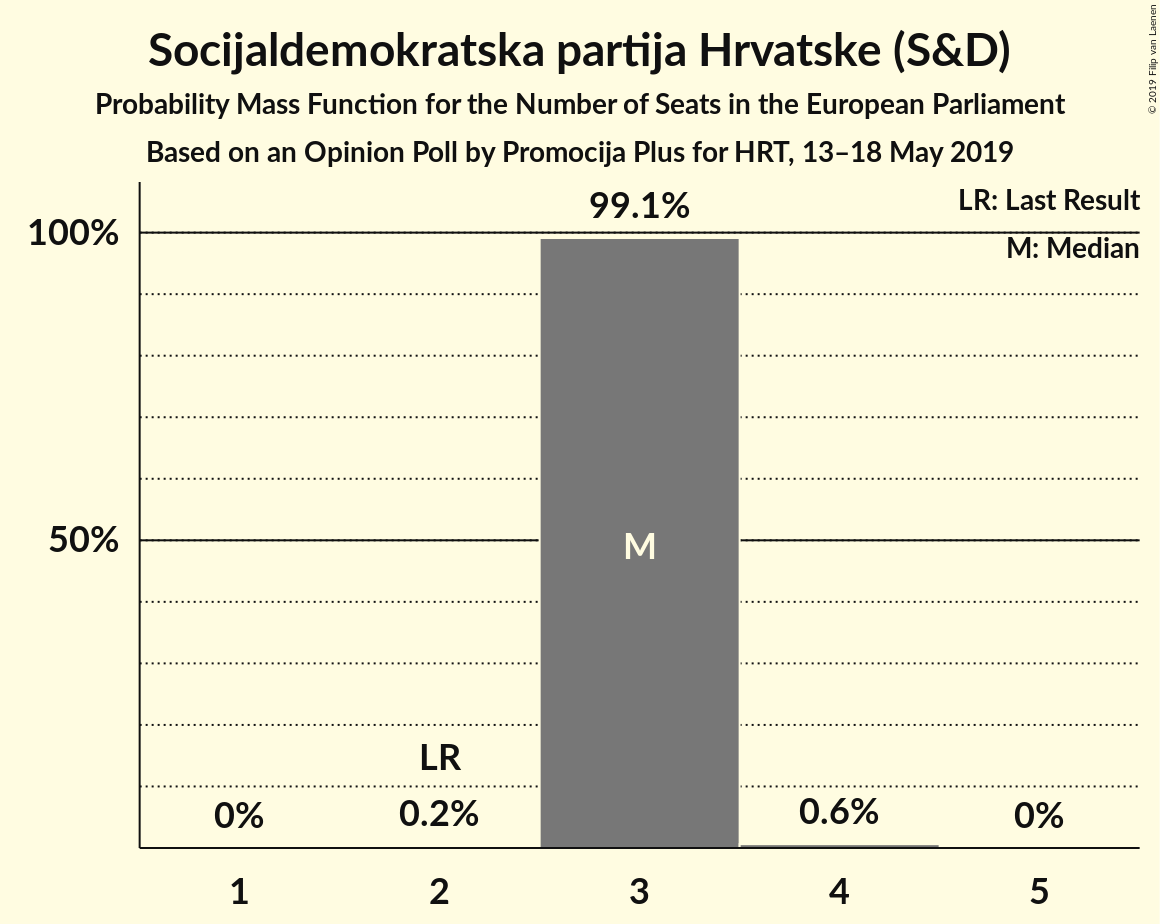 Socijaldemokratska partija Hrvatske (S&D)
Probability Mass Function for the Number of Seats in the European Parliament
Based on an Opinion Poll by Promocija Plus for HRT, 13–18 May 2019
© 2019 Filip van Laenen
LR: Last Result
M: Median
100%
50%
99.1%
M
LR
0%
0.2%
0.6%
0%
1
2
3
4
5